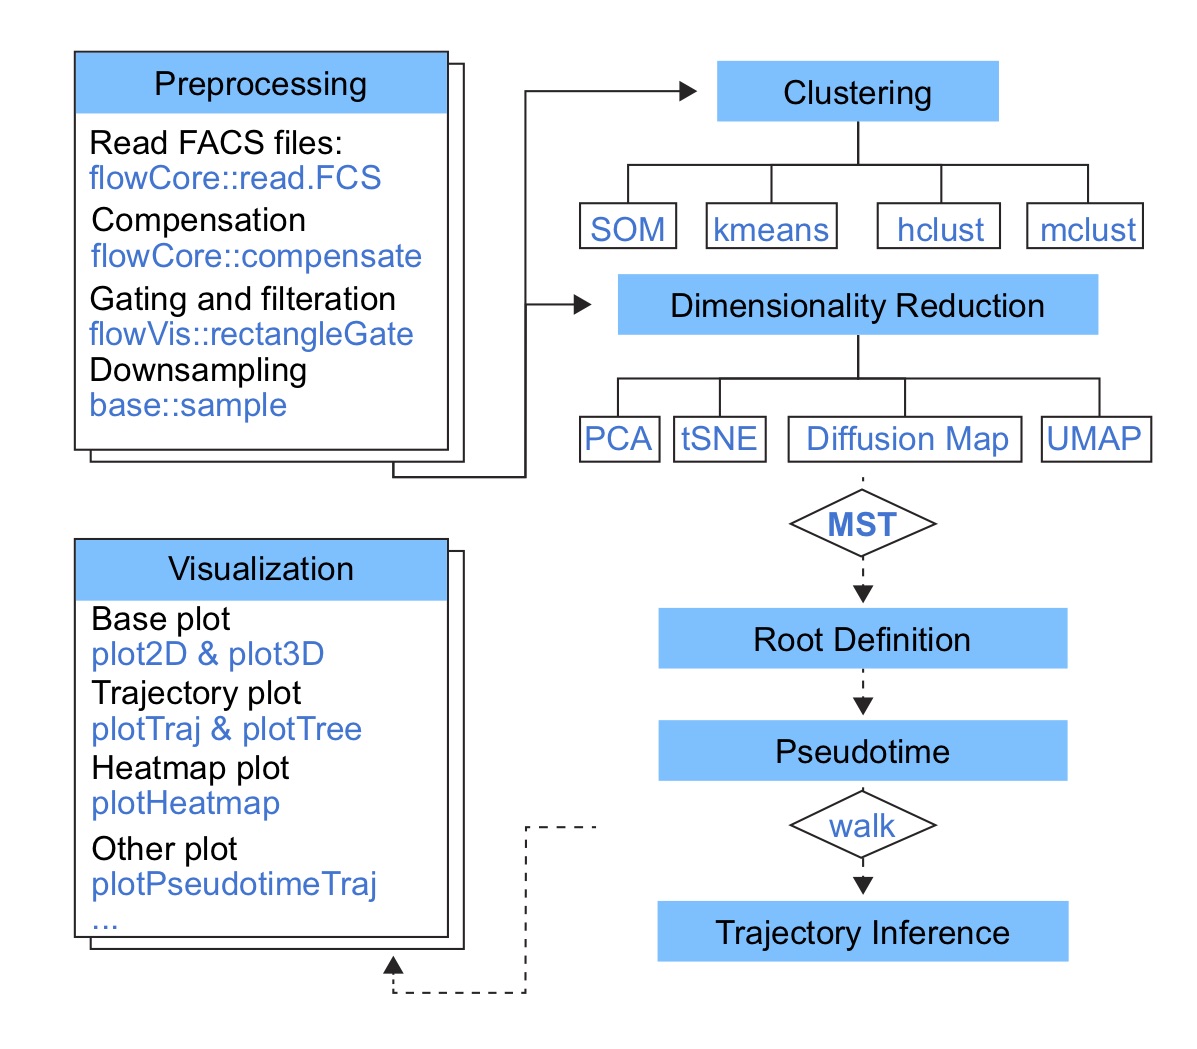 Preprocessing
Read FACS files:
flowCore::read.FCS
Compensation
flowCore::compensate
Gating and filteration
flowVis::rectangleGate
Downsampling
base::sample
Clustering
SOM
kmeans
hclust
mclust
Dimensionality Reduction
PCA
tSNE
Diffusion Map
UMAP
MST
Root Definition
Pseudotime
walk
Trajectory Inference
Visualization
Base plot
plot2D & plot3D
Trajectory plot
plotTraj & plotTree
Heatmap plot
plotHeatmap
Other plot
plotPseudotimeTraj
...